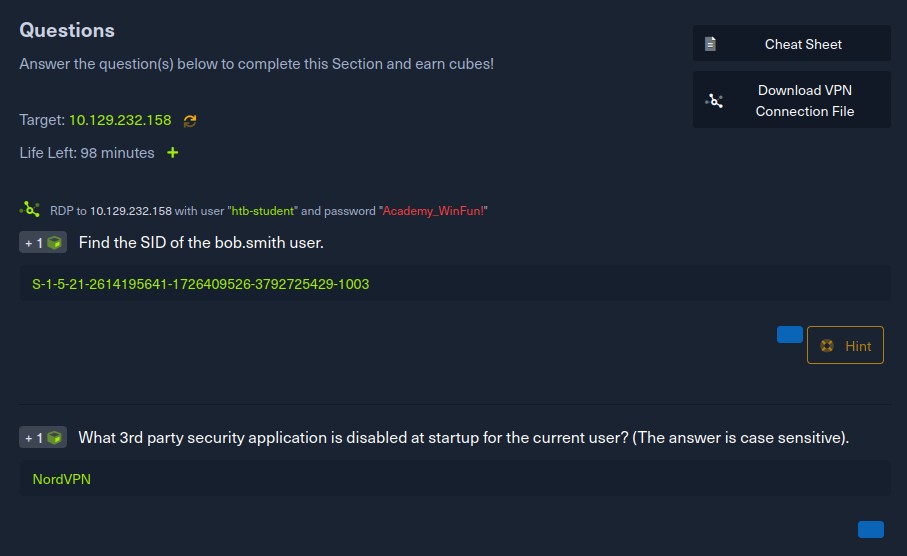 Questions
Answer the question(s) below to complete this Section and earn cubes!
Cheat Sheet
Download VPN
Connection File
Target: 10.129.232.158
Life Left: 98 minutes +
RDP to 10.129.232.158 with user "htb-student" and password "Academy_WinFun!"
+ 1 Find the SID of the bob.smith user.
S-1-5-21-2614195641-1726409526-3792725429-1003
Hint
+ 1 What 3rd party security application is disabled at startup for the current user? (The answer is case sensitive).
NordVPN